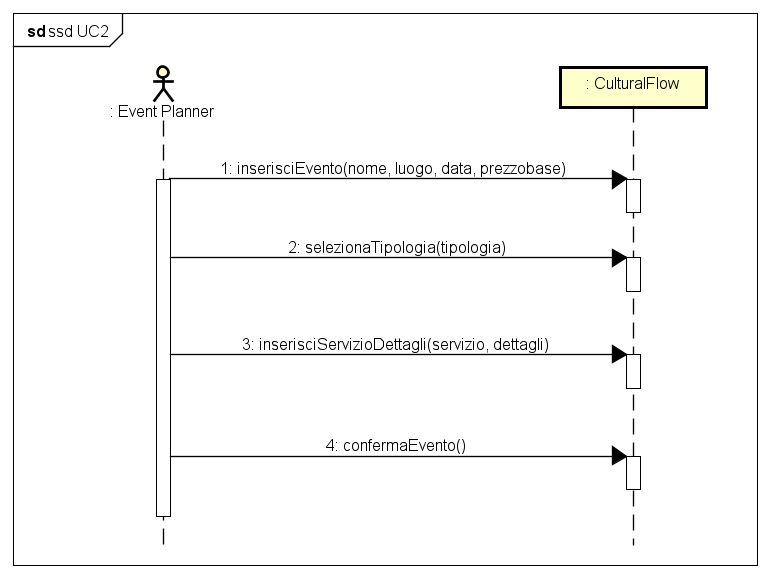 sd ssd UC2
: Event Planner
: CulturalFlow
1: inserisciEvento(nome, luogo, data, prezzobase)
2: selezionaTipologia(tipologia)
3: inserisciServizioDettagli(servizio, dettagli)
4: confermaEvento()